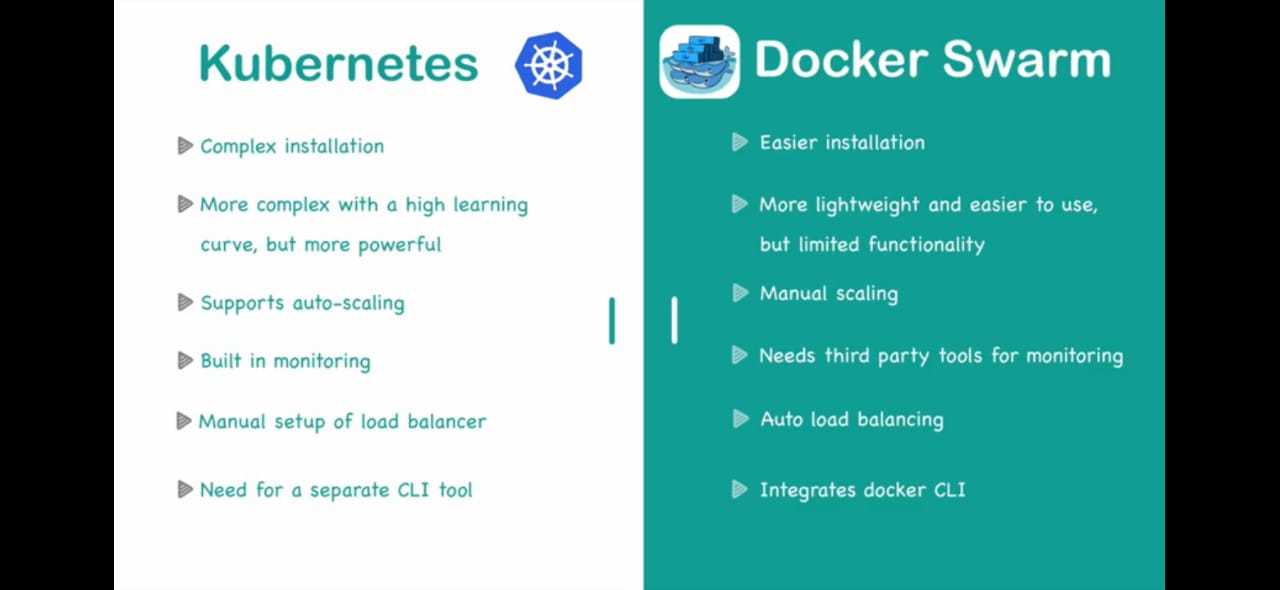 Kubernetes
Complex installation
More complex with a high learning
curve, but more powerful
Supports auto-scaling
Built in monitoring
Manual setup of load balancer
Need for a separate CLI tool
Docker Swarm
Easier installation
More lightweight and easier to use,
but limited functionality
Manual scaling
Needs third party tools for monitoring
Auto load balancing
Integrates docker CLI